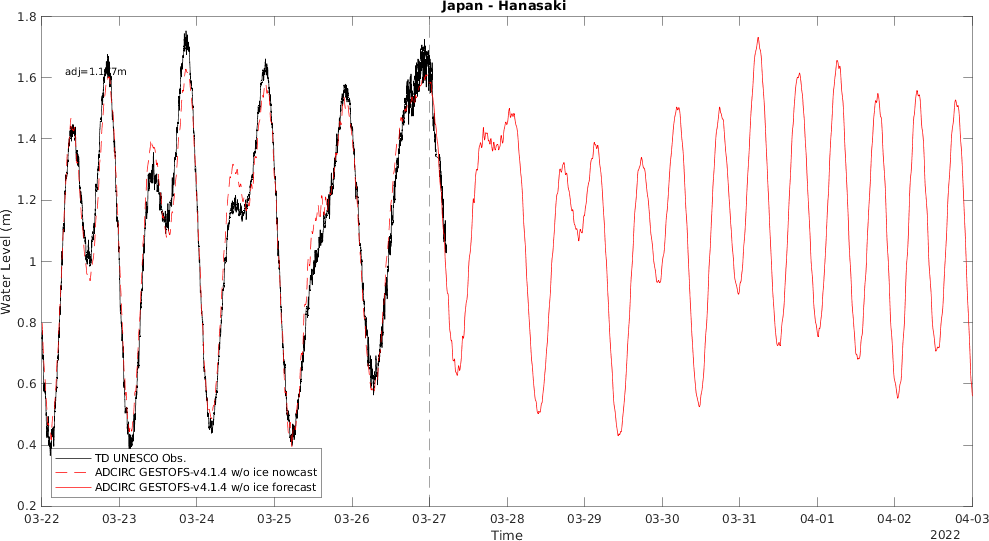 Japan - Hanasaki
1.8
1.6
1.4
1.2
1
0.8
0.6
0.4
0.2
Water Level (m)
TD UNESCO Obs.
ADCIRC GESTOFS-v4.1.4 w/o ice nowcast
ADCIRC GESTOFS-v4.1.4 w/o ice forecast
03-22 03-23 03-24 03-25 03-26 03-27 03-28 03-29 03-30 03-31 04-01 04-02 04-03
Time
2022